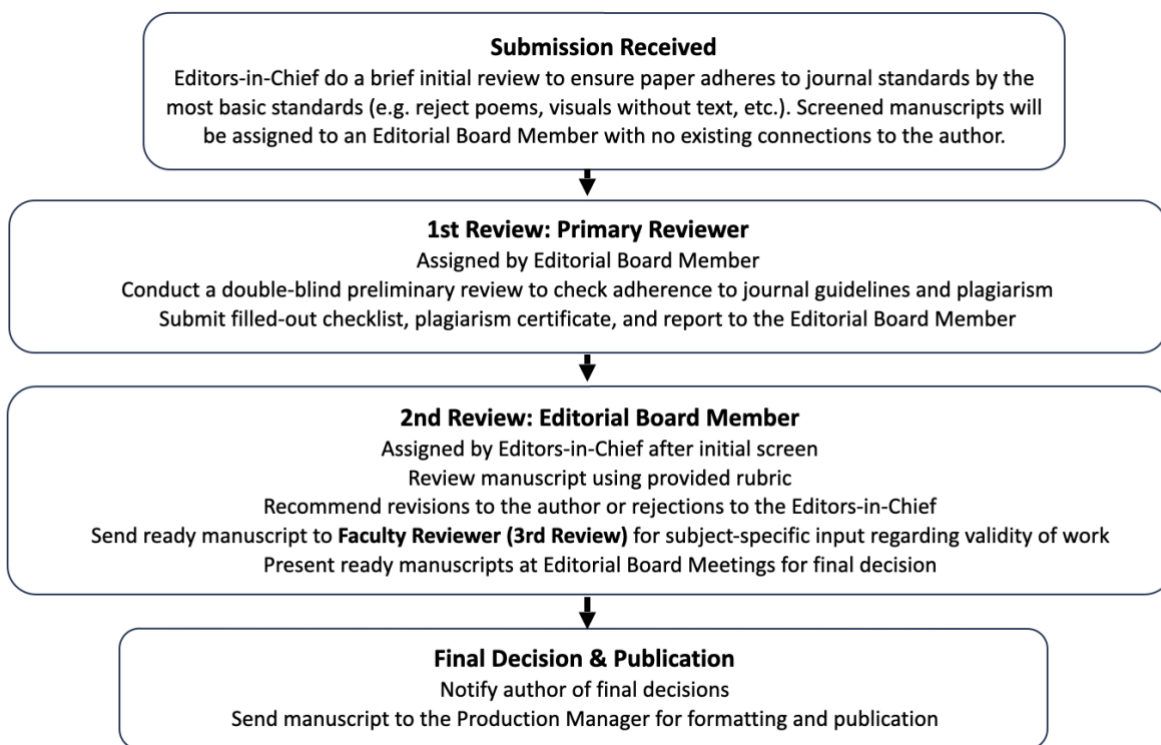 Submission Received
Editors-in-Chief do a brief initial review to ensure paper adheres to journal standards by the
most basic standards (e.g. reject poems, visuals without text, etc.). Screened manuscripts will
be assigned to an Editorial Board Member with no existing connections to the author.
1st Review: Primary Reviewer
Assigned by Editorial Board Member
Conduct a double-blind preliminary review to check adherence to journal guidelines and plagiarism
Submit filled-out checklist, plagiarism certificate, and report to the Editorial Board Member
2nd Review: Editorial Board Member
Assigned by Editors-in-Chief after initial screen
Review manuscript using provided rubric
Recommend revisions to the author or rejections to the Editors-in-Chief
Send ready manuscript to Faculty Reviewer (3rd Review) for subject-specific input regarding validity of work
Present ready manuscripts at Editorial Board Meetings for final decision
Final Decision & Publication
Notify author of final decisions
Send manuscript to the Production Manager for formatting and publication